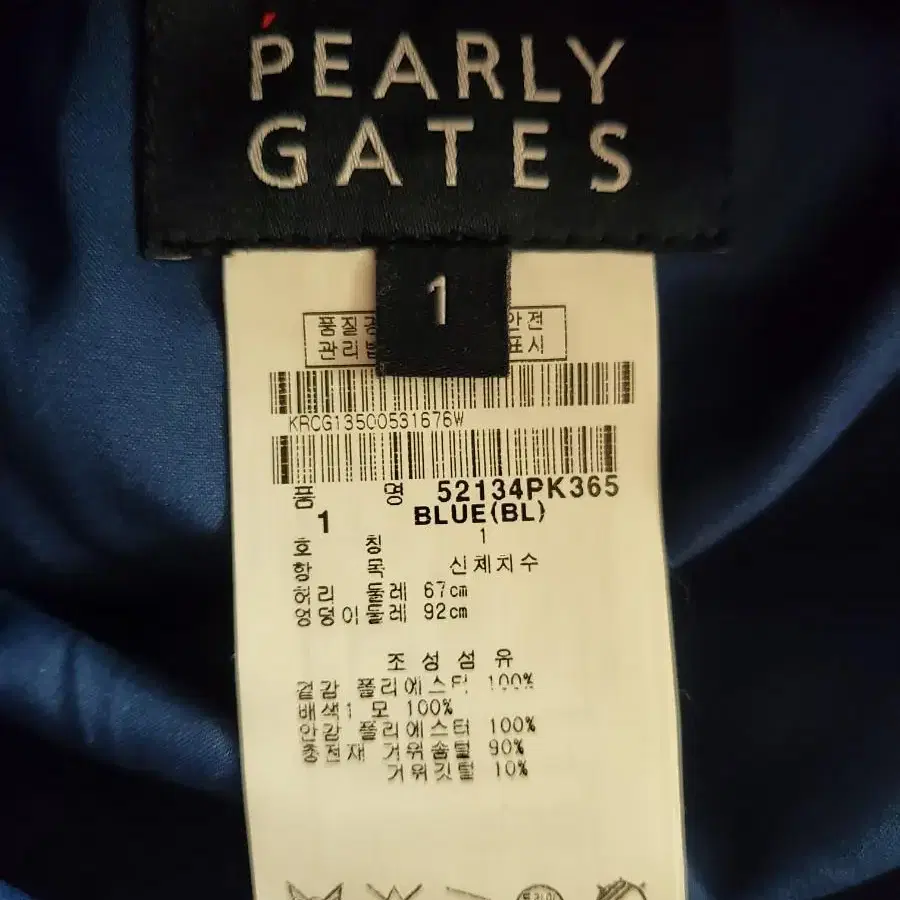 PEARLY
GATES
1
품질 안전
관리 표시
KRCG13500531676W
품 명 52134PK365
1 BLUE(BL)
호 칭 1
항 목 신체치수
허리 둘레 67cm
엉덩이둘레 92cm
조성섬유
겉감 폴리에스터 100%
배색1 모 100%
안감 폴리에스터 100%
충전재 거위솜털 90%
거위깃털 10%